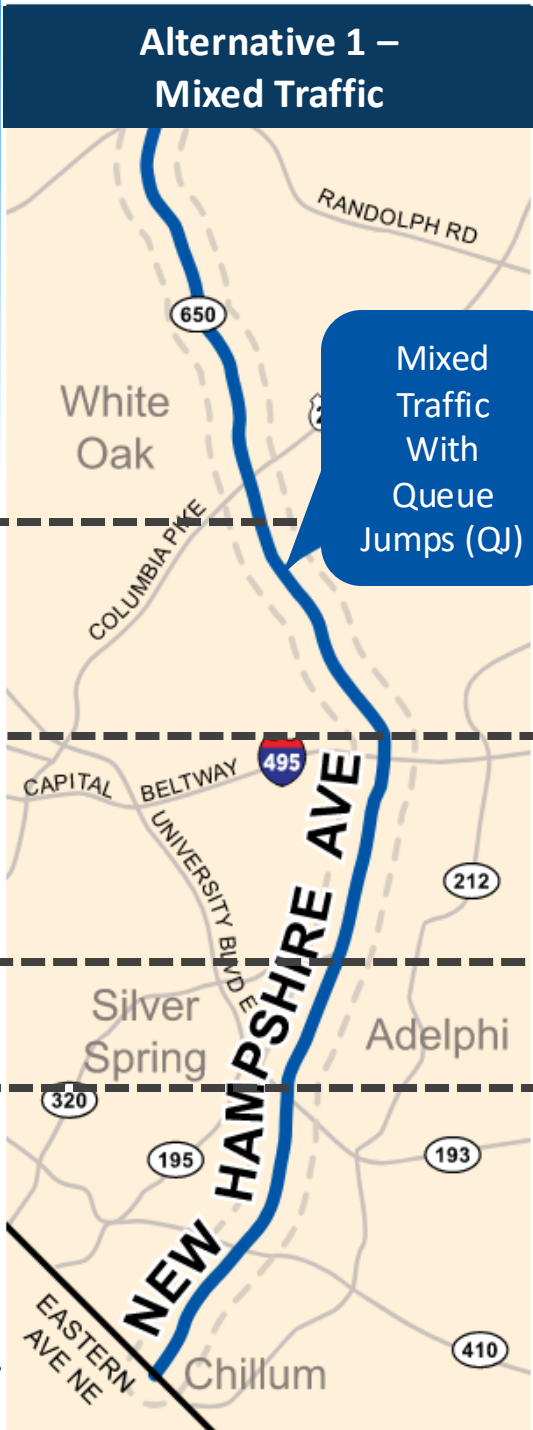 Alternative 1 –
Mixed Traffic
RANDOLPH RD
650
White
Oak
Mixed
Traffic
With
Queue
Jumps (QJ)
COLUMBIA PIKE
495
CAPITAL BELTWAY
UNIVERSITY BLVD E
NEW HAMPSHIRE AVE
212
Silver
Spring
Adelphi
320
195
193
EASTERN
AVE NE
Chillum
410